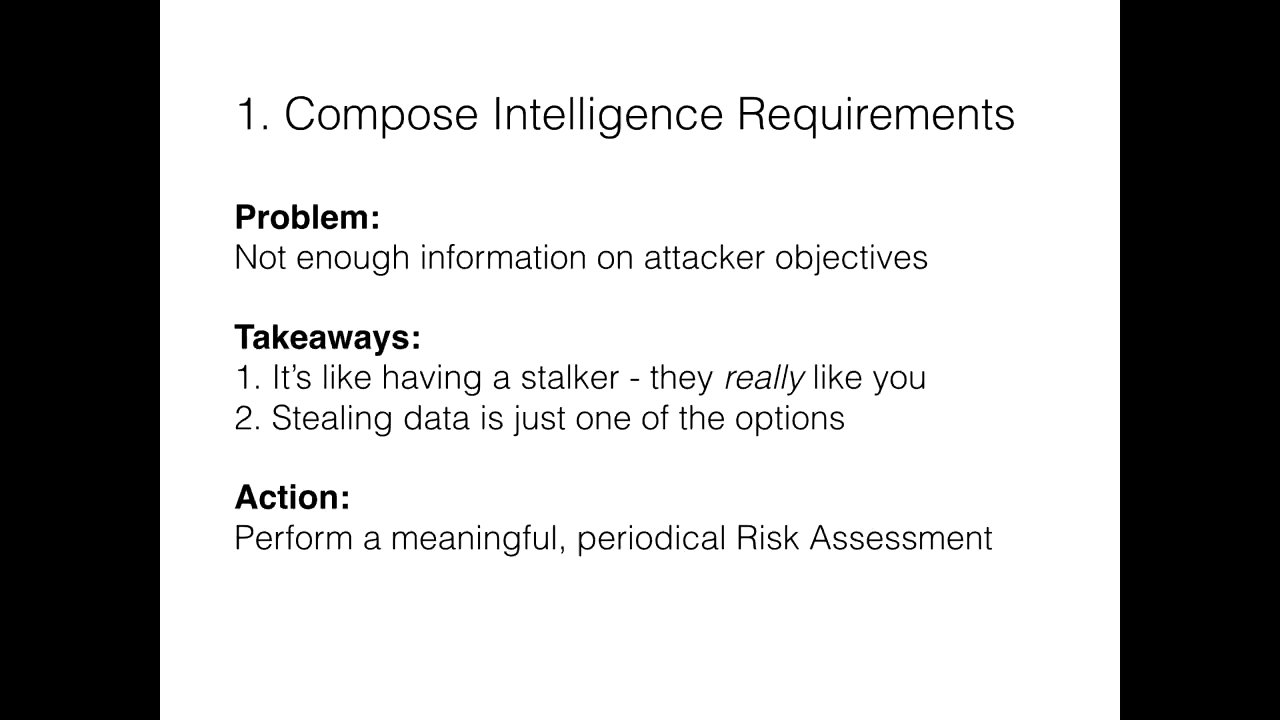 1. Compose Intelligence Requirements
Problem:
Not enough information on attacker objectives
Takeaways:
1. It’s like having a stalker - they really like you
2. Stealing data is just one of the options
Action:
Perform a meaningful, periodical Risk Assessment